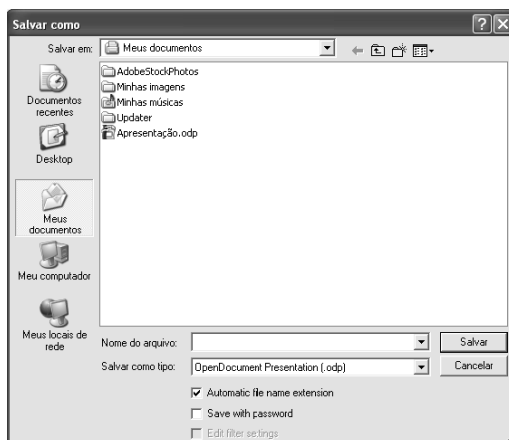 Salvar como
Salvar em: Meus documentos
Documentos
recentes
Desktop
Meus
documentos
Meu computador
Meus locais de
rede
AdobeStockPhotos
Minhas imagens
Minhas músicas
Updater
Apresentação.odp
Nome do arquivo:
Salvar
Salvar como tipo: OpenDocument Presentation (.odp)
Cancelar
Automatic file name extension
Save with password
Edit filter settings